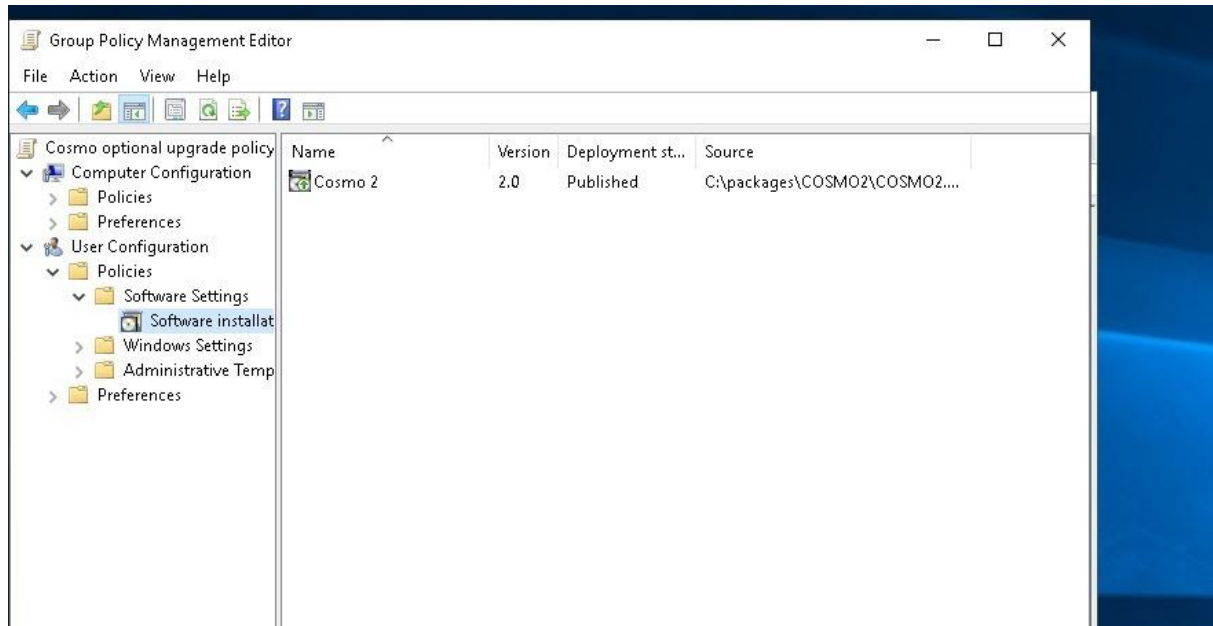 Group Policy Management Editor
File Action View Help
Cosmo optional upgrade policy
Computer Configuration
Policies
Preferences
User Configuration
Policies
Software Settings
Software installat
Windows Settings
Administrative Temp
Preferences
Name Version Deployment st... Source
Cosmo 2 2.0 Published C:\packages\COSMO2\COSMO2....